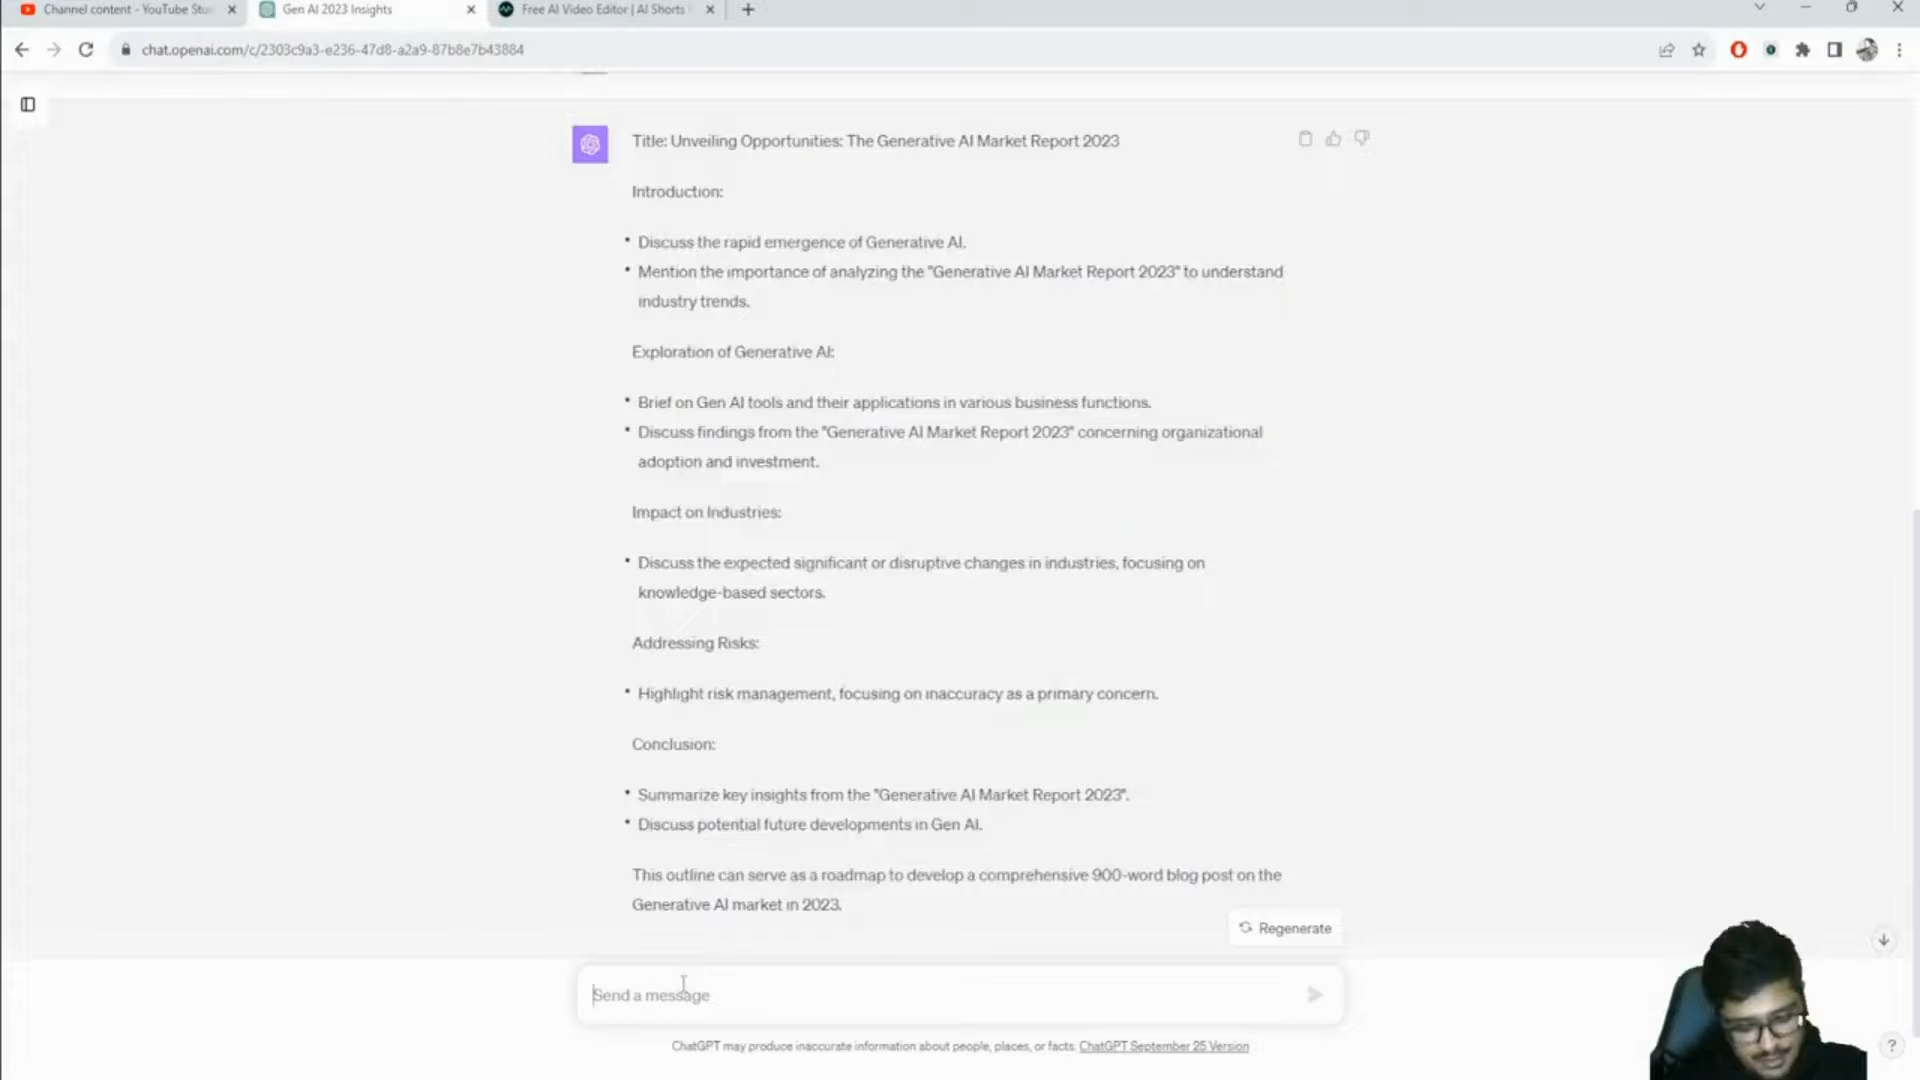 Channel content - YouTube Stu
Gen AI 2023 Insights
Free AI Video Editor | AI Shorts
chat.openai.com/c/2303c9a3-e236-47d8-a2a9-87b8e7b43884
Title: Unveiling Opportunities: The Generative AI Market Report 2023
Introduction:
• Discuss the rapid emergence of Generative AI.
• Mention the importance of analyzing the "Generative AI Market Report 2023" to understand
industry trends.
Exploration of Generative AI:
• Brief on Gen AI tools and their applications in various business functions.
• Discuss findings from the "Generative AI Market Report 2023" concerning organizational
adoption and investment.
Impact on Industries:
• Discuss the expected significant or disruptive changes in industries, focusing on
knowledge-based sectors.
Addressing Risks:
• Highlight risk management, focusing on inaccuracy as a primary concern.
Conclusion:
• Summarize key insights from the "Generative AI Market Report 2023".
• Discuss potential future developments in Gen AI.
This outline can serve as a roadmap to develop a comprehensive 900-word blog post on the
Generative AI market in 2023.
Regenerate
Send a message
ChatGPT may produce inaccurate information about people, places, or facts. ChatGPT September 25 Version
?